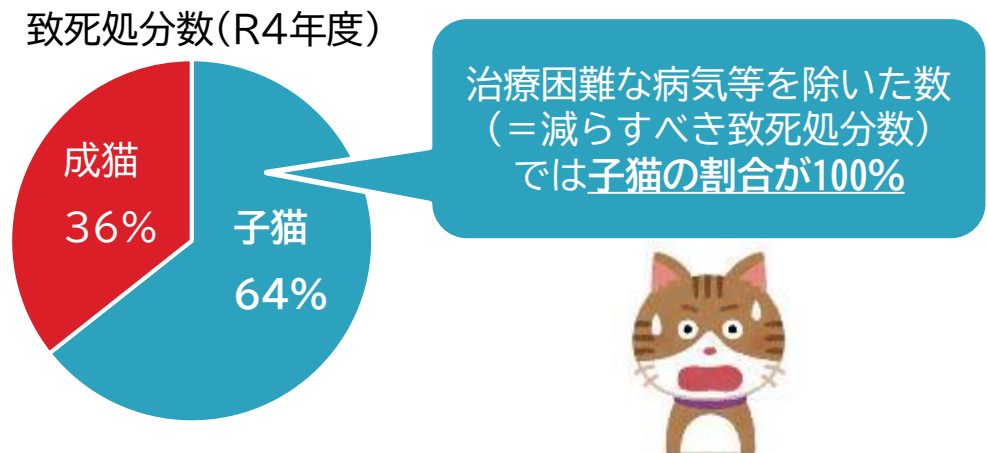 致死処分数(R4年度)
成猫
36%
子猫
64%
治療困難な病気等を除いた数
(=減らすべき致死処分数)
では子猫の割合が100%